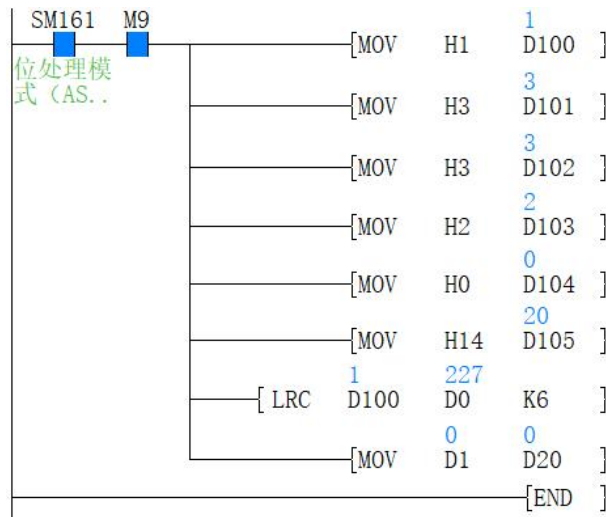 SM161 M9 1
[MOV H1 D100 ]
位处理模
式（AS..
3
[MOV H3 D101 ]
3
[MOV H3 D102 ]
2
[MOV H2 D103 ]
0
[MOV H0 D104 ]
20
[MOV H14 D105 ]
1 227
[ LRC D100 D0 K6 ]
0 0
[MOV D1 D20 ]
[END ]